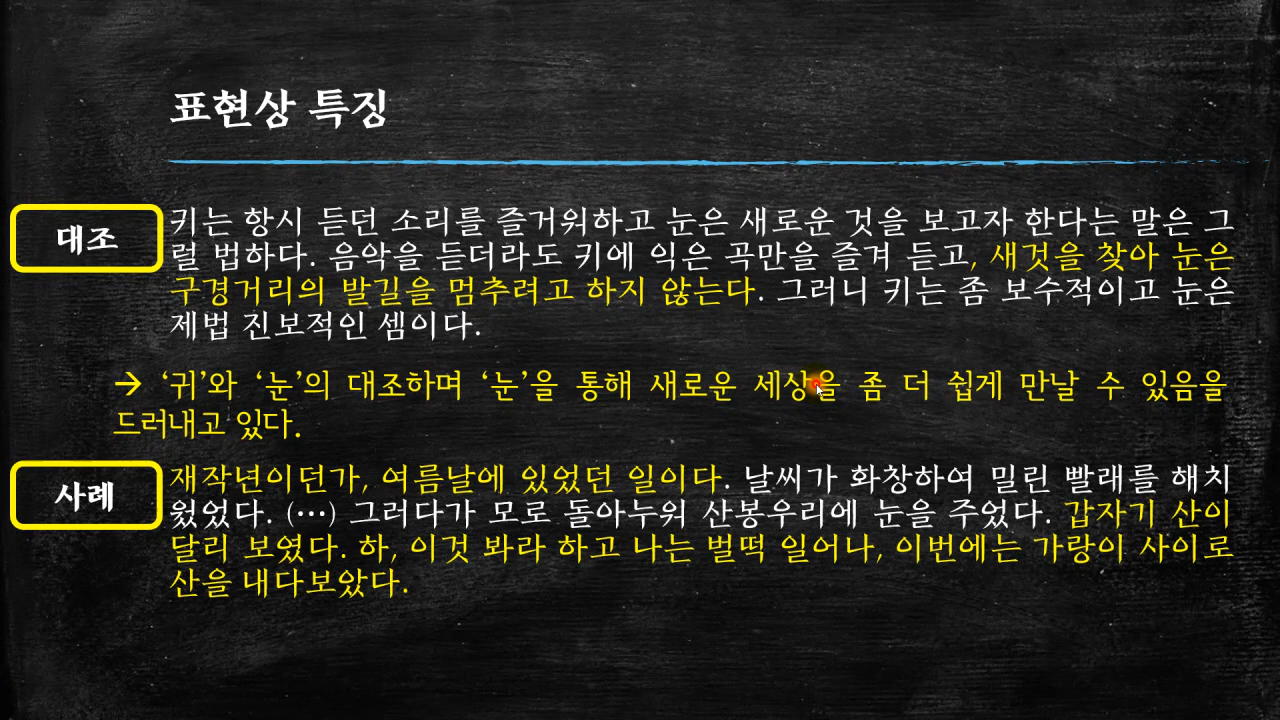 표현상 특징
대조
키는 항시 듣던 소리를 즐거워하고 눈은 새로운 것을 보고자 한다는 말은 그
럴 법하다. 음악을 듣더라도 키에 익은 곡만을 즐겨 듣고, 새것을 찾아 눈은
구경거리의 발길을 멈추려고 하지 않는다. 그러니 키는 좀 보수적이고 눈은
제법 진보적인 셈이다.
→ ‘귀’와 ‘눈’의 대조하며 ‘눈’을 통해 새로운 세상을 좀 더 쉽게 만날 수 있음을
드러내고 있다.
사례
재작년이던가, 여름날에 있었던 일이다. 날씨가 화창하여 밀린 빨래를 해치
웠었다. (…) 그러다가 모로 돌아누워 산봉우리에 눈을 주었다. 갑자기 산이
달리 보였다. 하, 이것 봐라 하고 나는 벌떡 일어나, 이번에는 가랑이 사이로
산을 내다보았다.